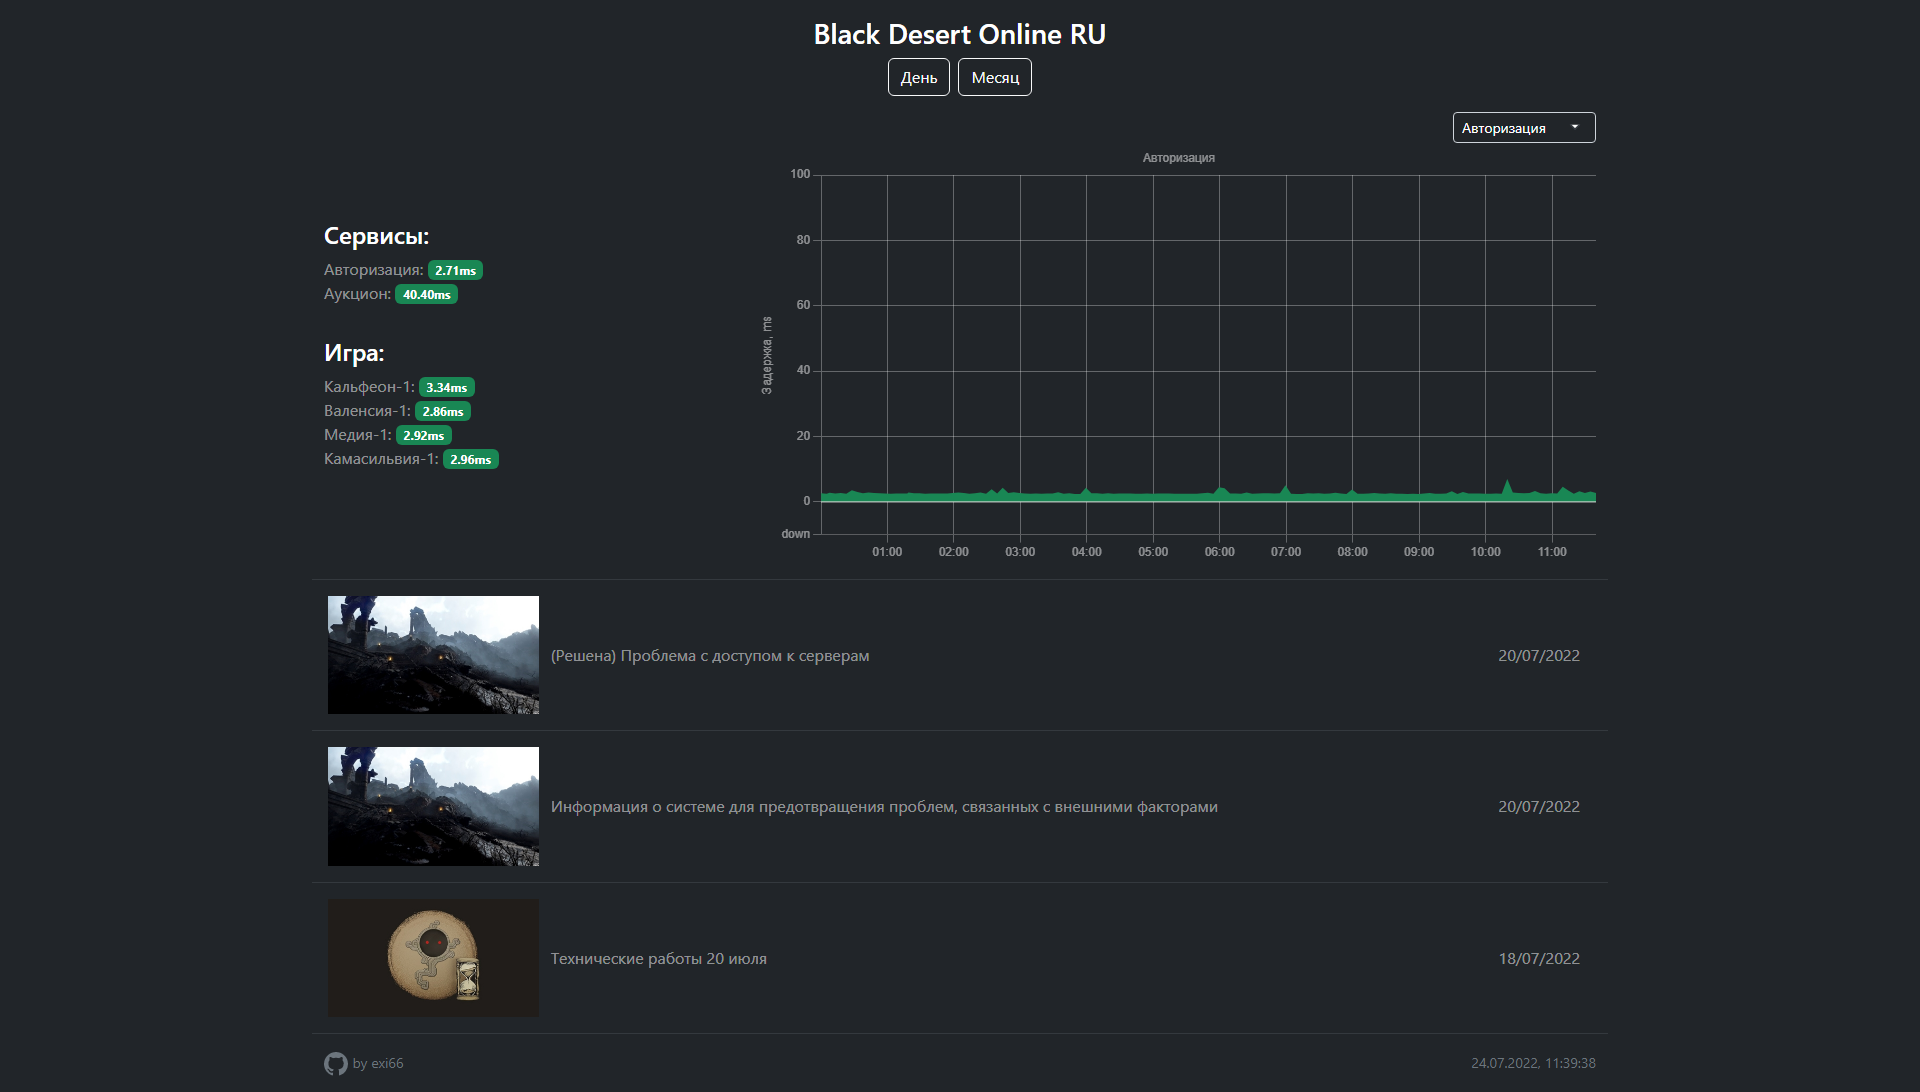 Black Desert Online RU
День Месяц
Авторизация
Сервисы:
Авторизация: 2.71ms
Аукцион: 40.40ms
Игра:
Кальфеон-1: 3.34ms
Валенсия-1: 2.86ms
Медия-1: 2.92ms
Камасильвия-1: 2.96ms
Авторизация
Задержка, ms
100
80
60
40
20
0
down
01:00 02:00 03:00 04:00 05:00 06:00 07:00 08:00 09:00 10:00 11:00
(Решена) Проблема с доступом к серверам 20/07/2022
Информация о системе для предотвращения проблем, связанных с внешними факторами 20/07/2022
Технические работы 20 июля 18/07/2022
by exi66 24.07.2022, 11:39:38